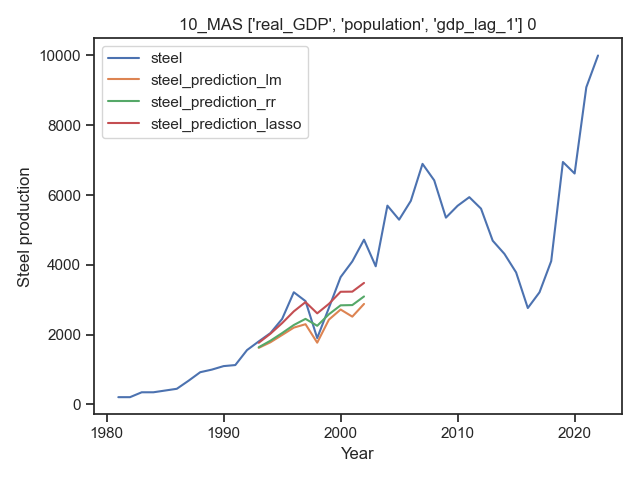 10_MAS ['real_GDP', 'population', 'gdp_lag_1'] 0
steel
steel_prediction_lm
steel_prediction_rr
steel_prediction_lasso
10000
8000
6000
4000
2000
0
Steel production
1980
1990
2000
2010
2020
Year